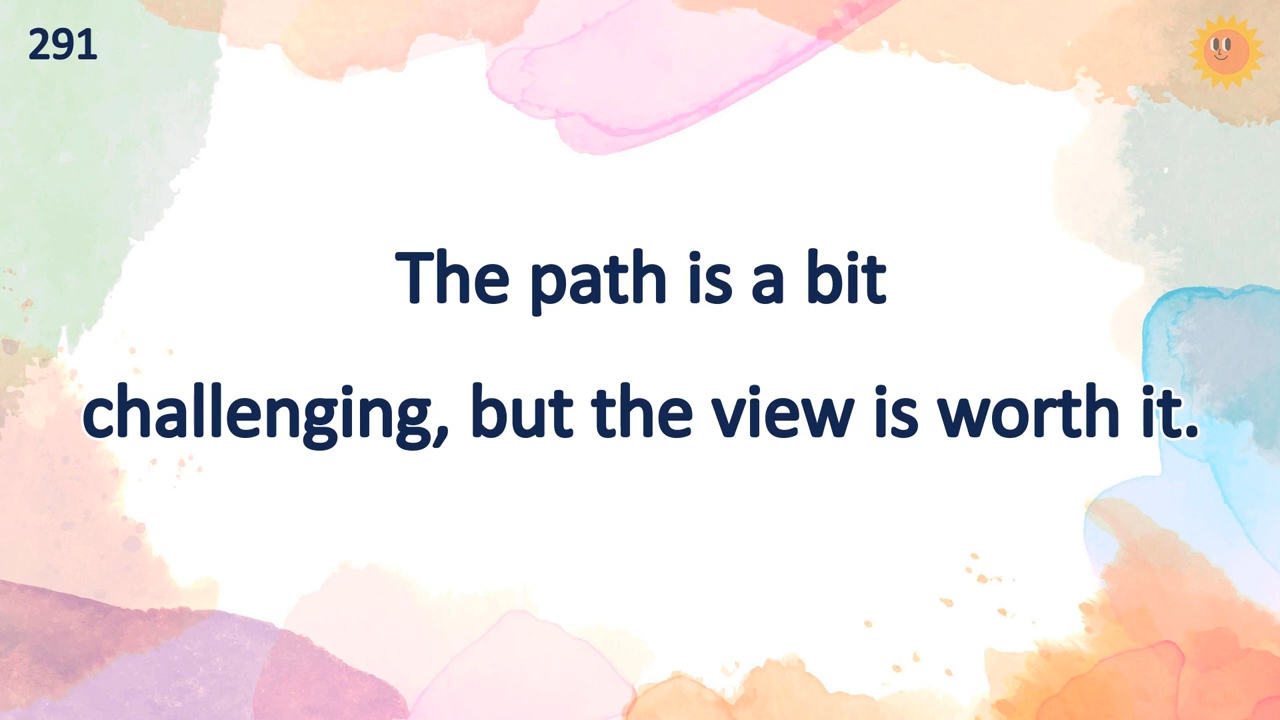 291
The path is a bit
challenging, but the view is worth it.